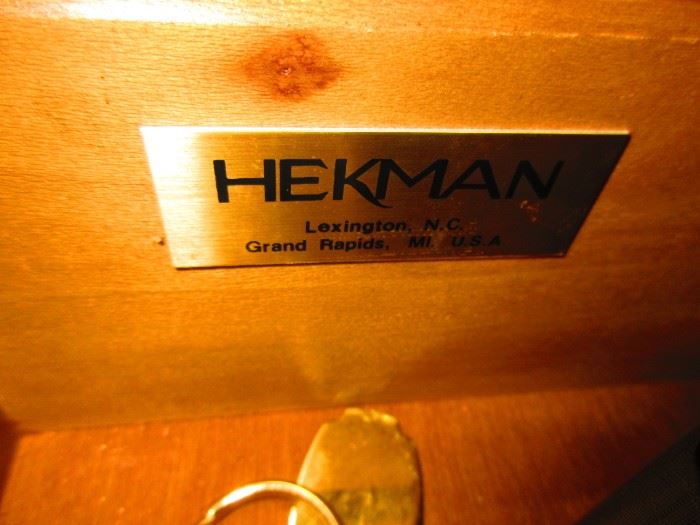 HEKMAN
Lexington, N.C.
Grand Rapids, MI. U.S.A